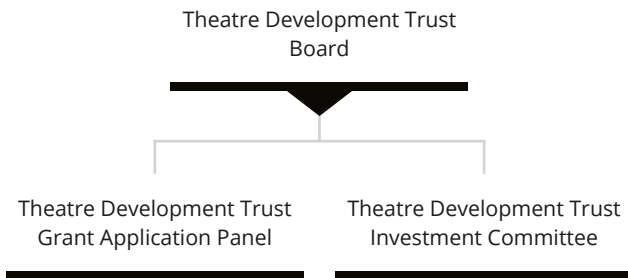 Theatre Development Trust
Board
Theatre Development Trust
Grant Application Panel
Theatre Development Trust
Investment Committee